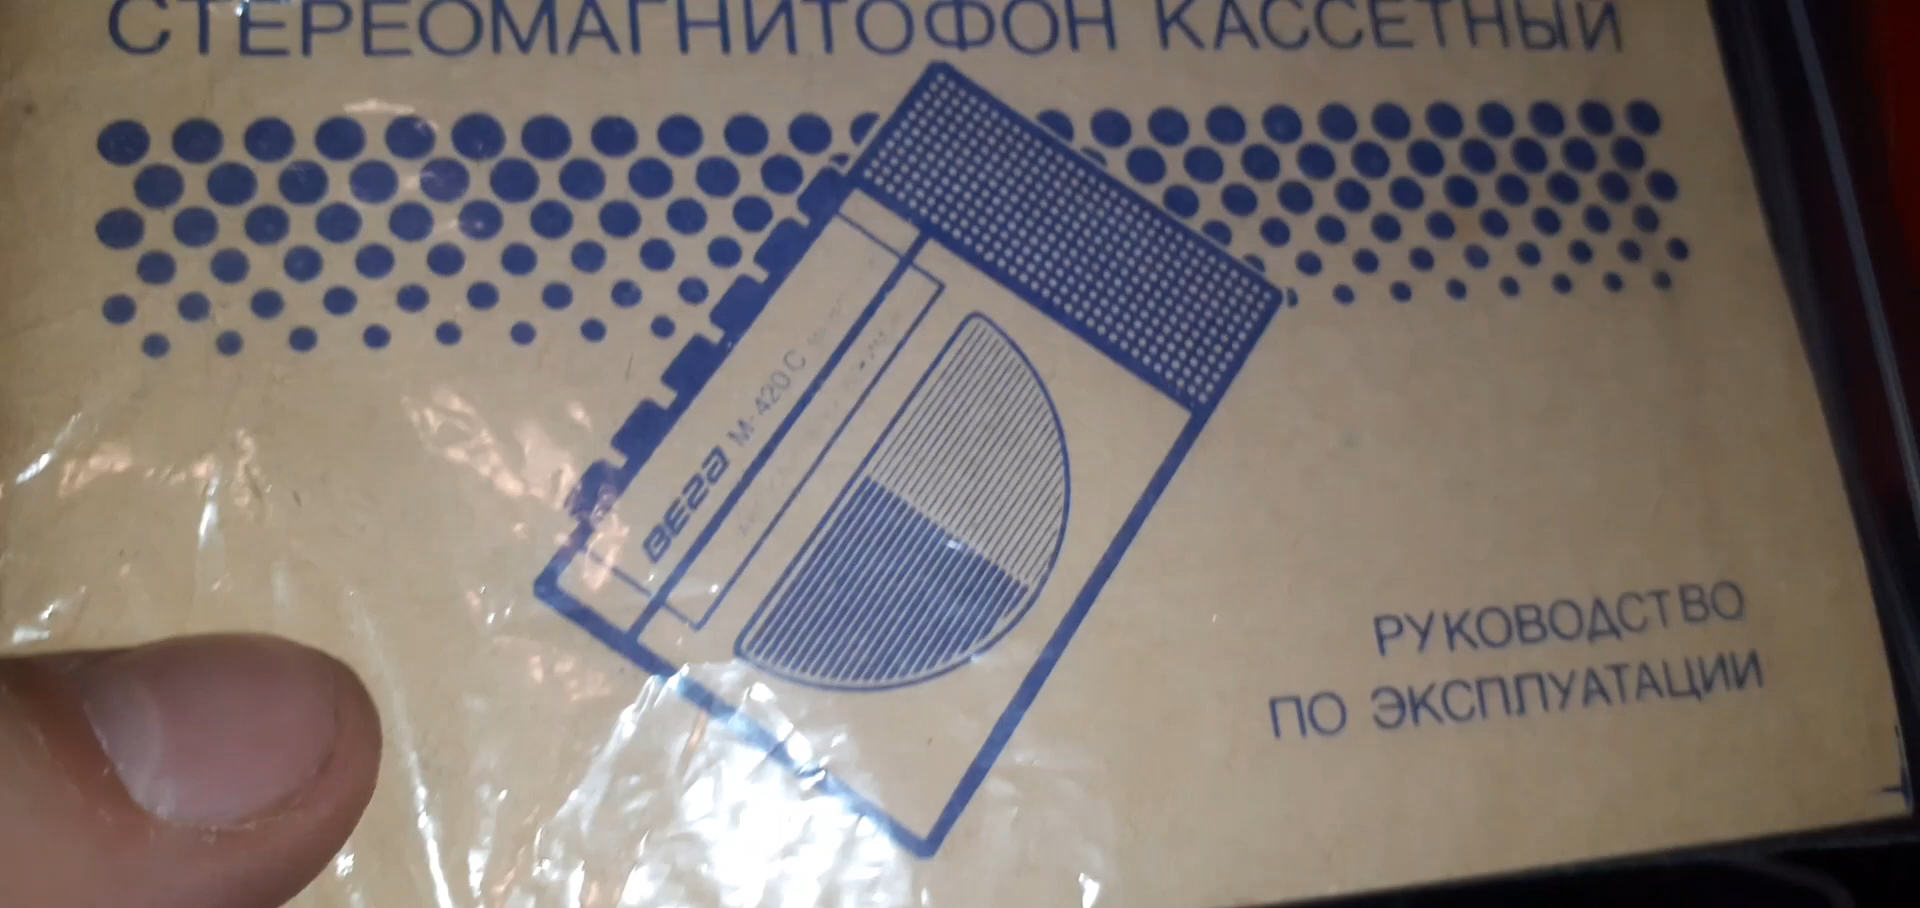 СТЕРЕОМАГНИТОФОН КАССЕТНЫЙ
Вега М-420С
РУКОВОДСТВО
ПО ЭКСПЛУАТАЦИИ